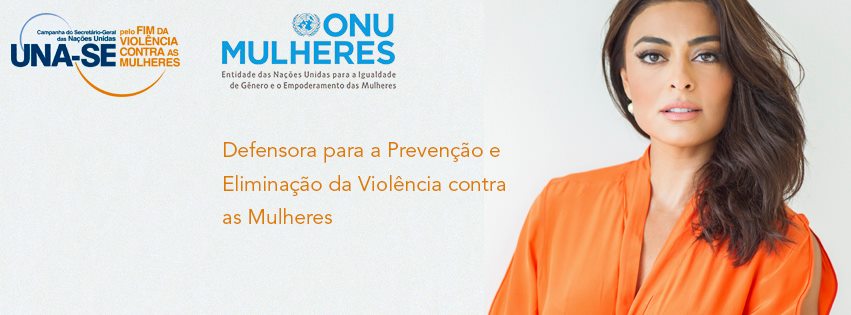 Campanha do Secretário-Geral
das Nações Unidas
UNA-SE
pelo FIM DA
VIOLÊNCIA
CONTRA AS
MULHERES
ONU
MULHERES
Entidade das Nações Unidas para a Igualdade
de Gênero e o Empoderamento das Mulheres
Defensora para a Prevenção e
Eliminação da Violência contra
as Mulheres